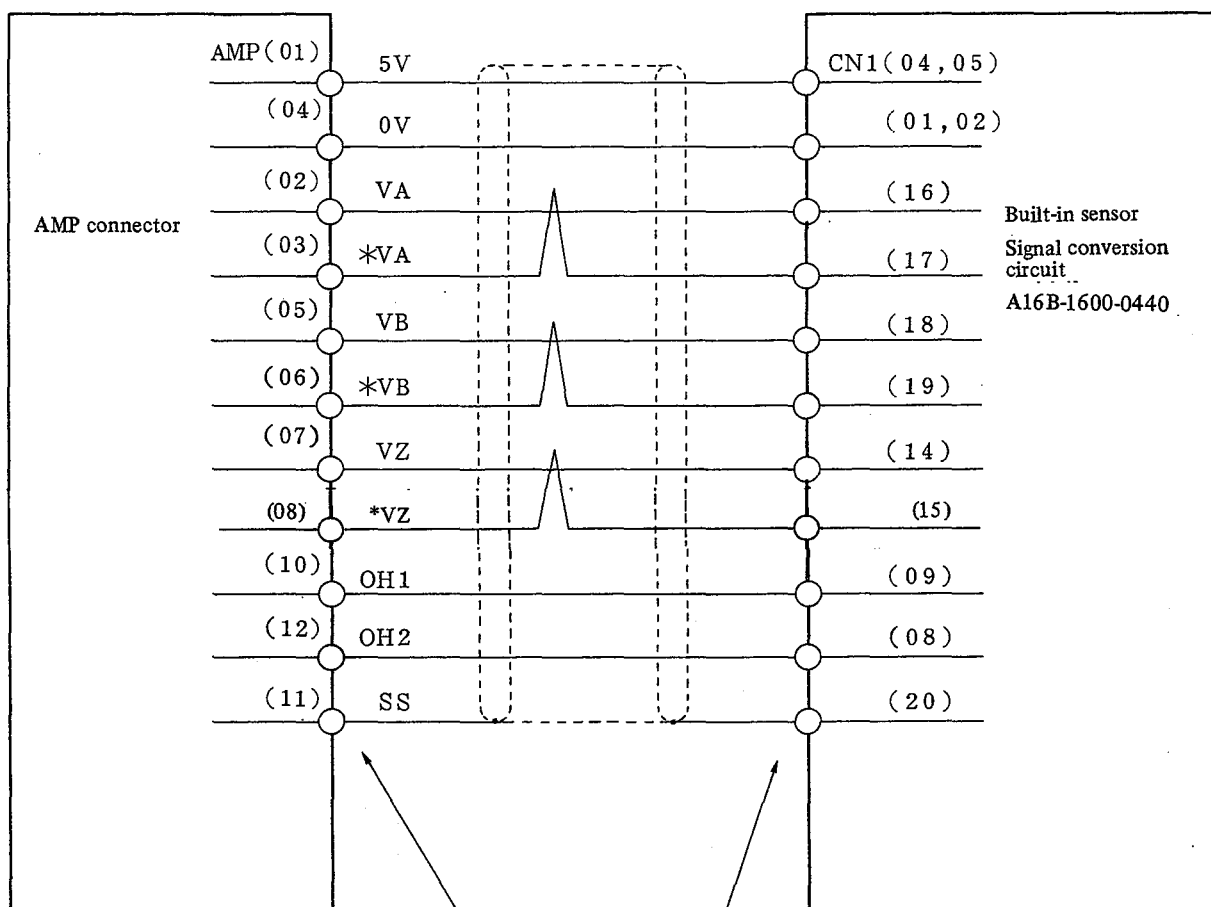 AMP(01) 5V CN1(04,05)
(04) 0V (01,02)
(02) VA (16)
AMP connector
Built-in sensor
(03) *VA (17)
Signal conversion
circuit
A16B-1600-0440
(05) VB (18)
(06) *VB (19)
(07) VZ (14)
(08) *VZ (15)
(10) OH1 (09)
(12) OH2 (08)
(11) SS (20)